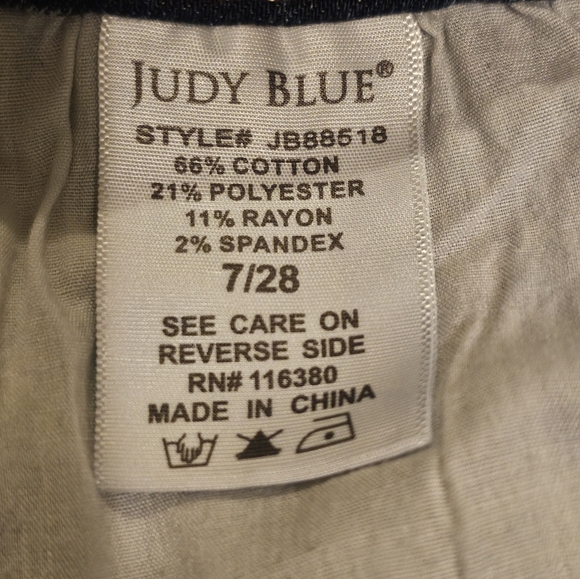 JUDY BLUE®
STYLE# JB88518
66% COTTON
21% POLYESTER
11% RAYON
2% SPANDEX
7/28
SEE CARE ON
REVERSE SIDE
RN# 116380
MADE IN CHINA